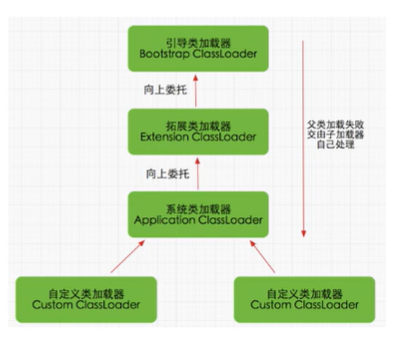 引导类加载器
Bootstrap ClassLoader
向上委托
拓展类加载器
Extension ClassLoader
父类加载失败
交由子加载器
自己处理
向上委托
系统类加载器
Application ClassLoader
自定义类加载器
Custom ClassLoader
自定义类加载器
Custom ClassLoader